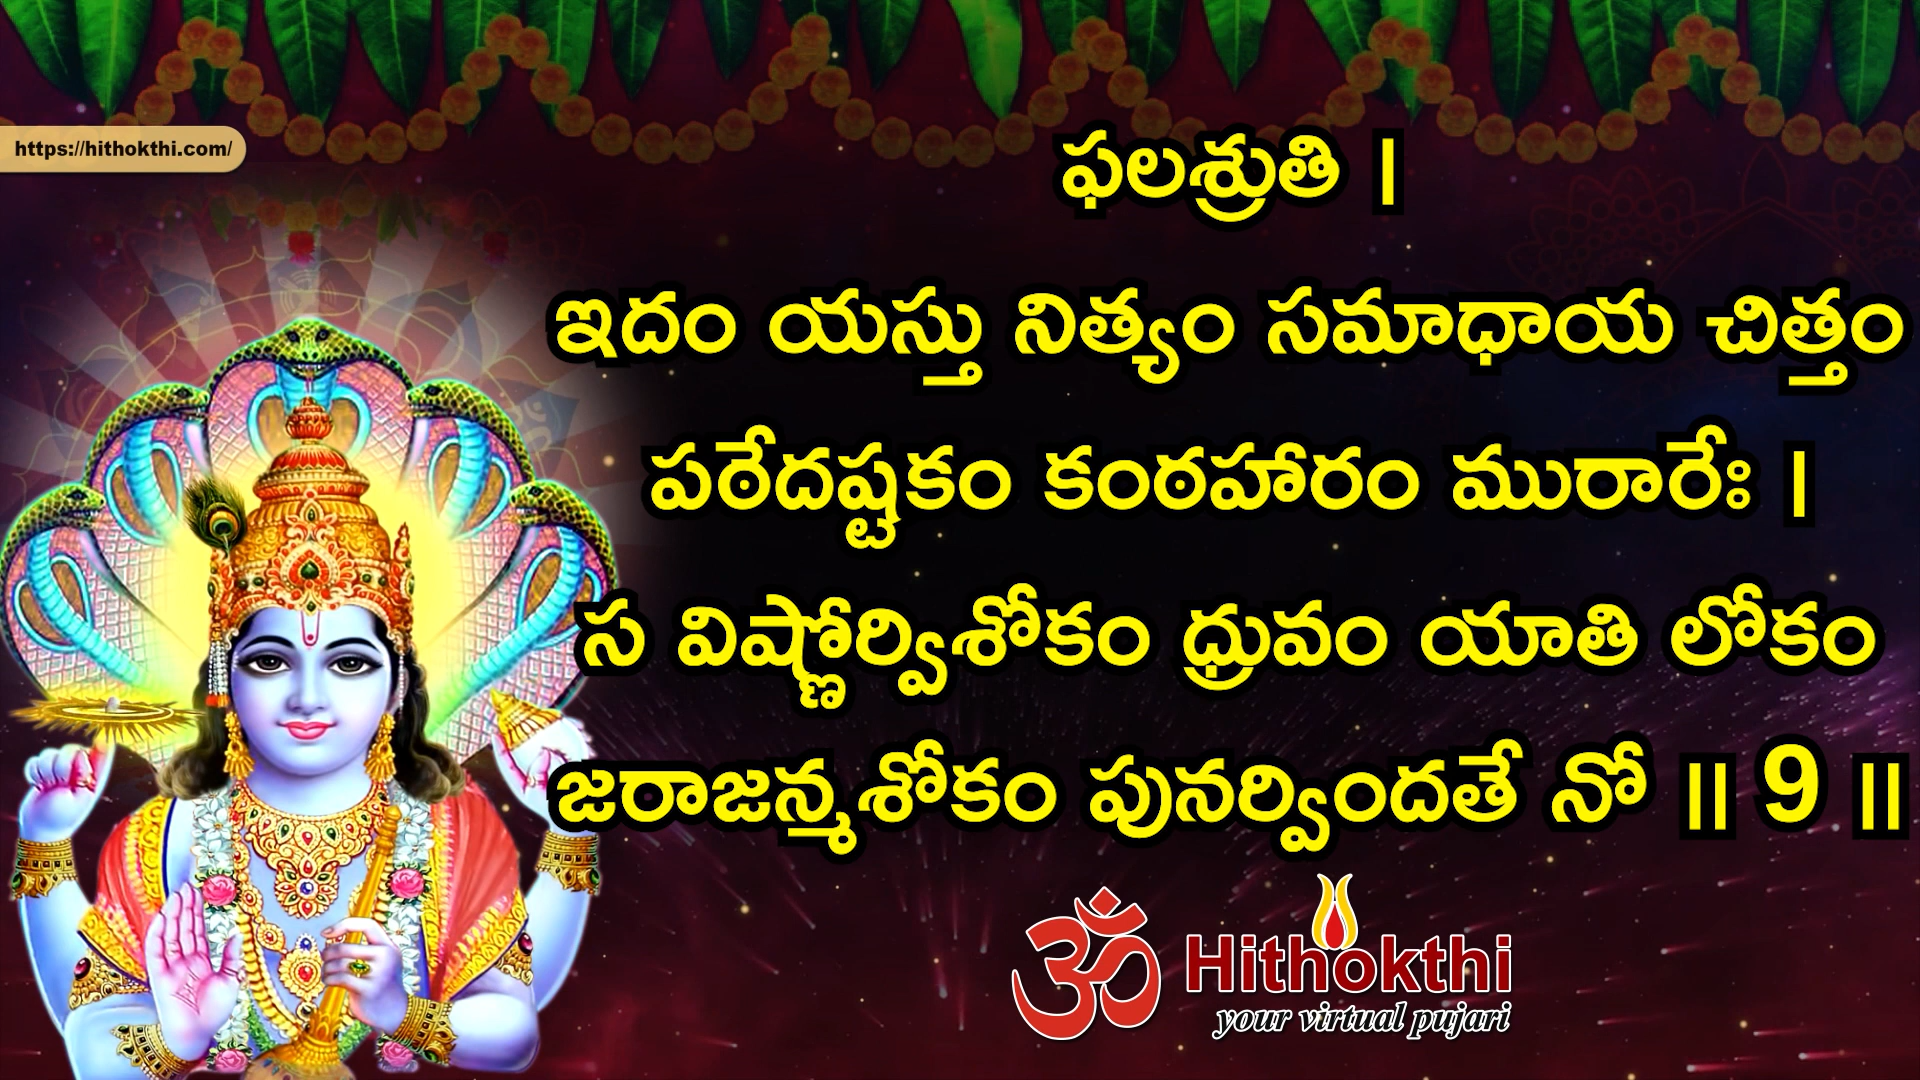 https://hithokthi.com/
ఫలశ్రుతి |
ఇదం యస్తు నిత్యం సమాధాయ చిత్తం
పఠేదష్టకం కంఠహారం మురారేః |
స విష్ణోర్విశోకం ధ్రువం యాతి లోకం
జరాజన్మశోకం పునర్విందతే నో || 9 ||
ॐ Hithokthi
your virtual pujari